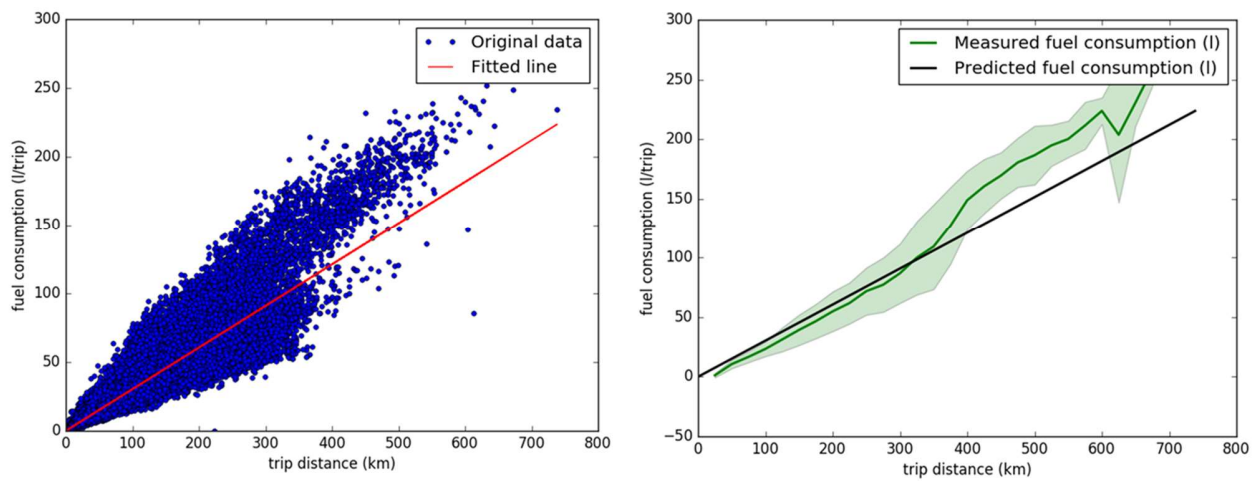 300
250
200
150
100
50
0
fuel consumption (l/trip)
Original data
Fitted line
0 100 200 300 400 500 600 700 800
trip distance (km)
300
250
200
150
100
50
0
−50
fuel consumption (l/trip)
Measured fuel consumption (l)
Predicted fuel consumption (l)
0 100 200 300 400 500 600 700 800
trip distance (km)